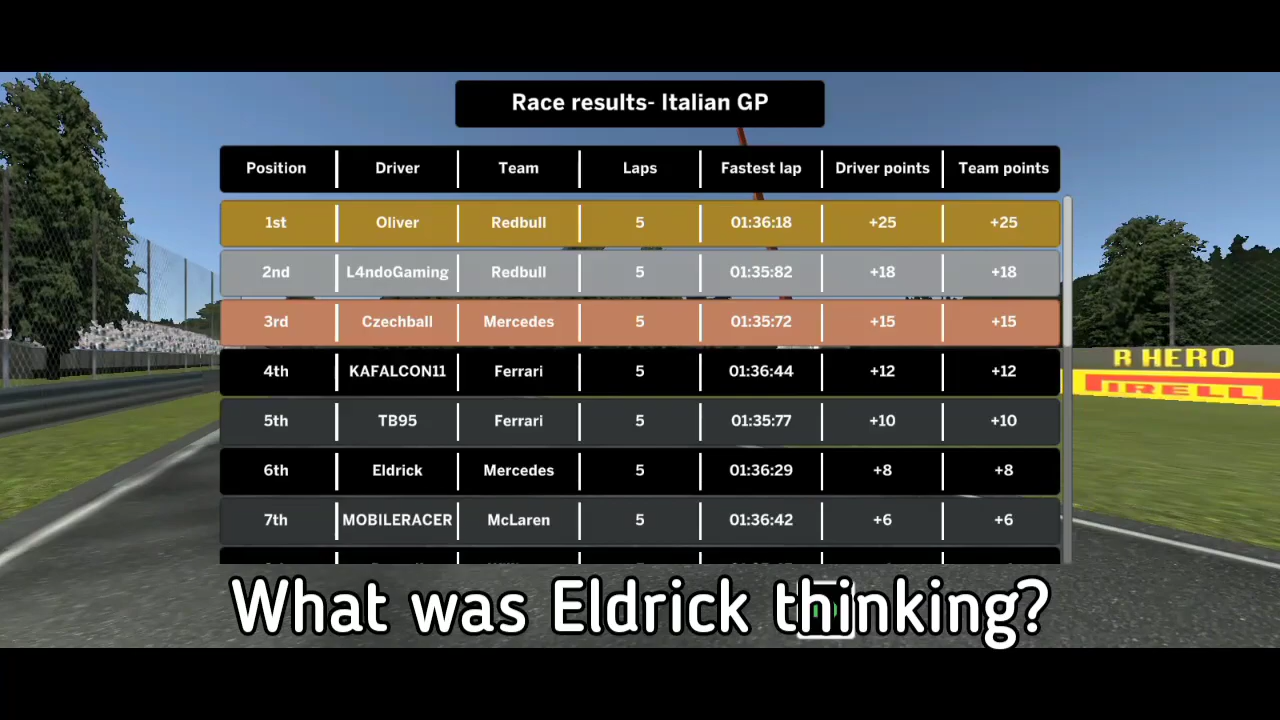 Race results- Italian GP
Position Driver Team Laps Fastest lap Driver points Team points
1st Oliver Redbull 5 01:36:18 +25 +25
2nd L4ndoGaming Redbull 5 01:35:82 +18 +18
3rd Czechball Mercedes 5 01:35:72 +15 +15
4th KAFALCON11 Ferrari 5 01:36:44 +12 +12
R HERO
5th TB95 Ferrari 5 01:35:77 +10 +10
6th Eldrick Mercedes 5 01:36:29 +8 +8
7th MOBILERACER McLaren 5 01:36:42 +6 +6
What was Eldrick thinking?